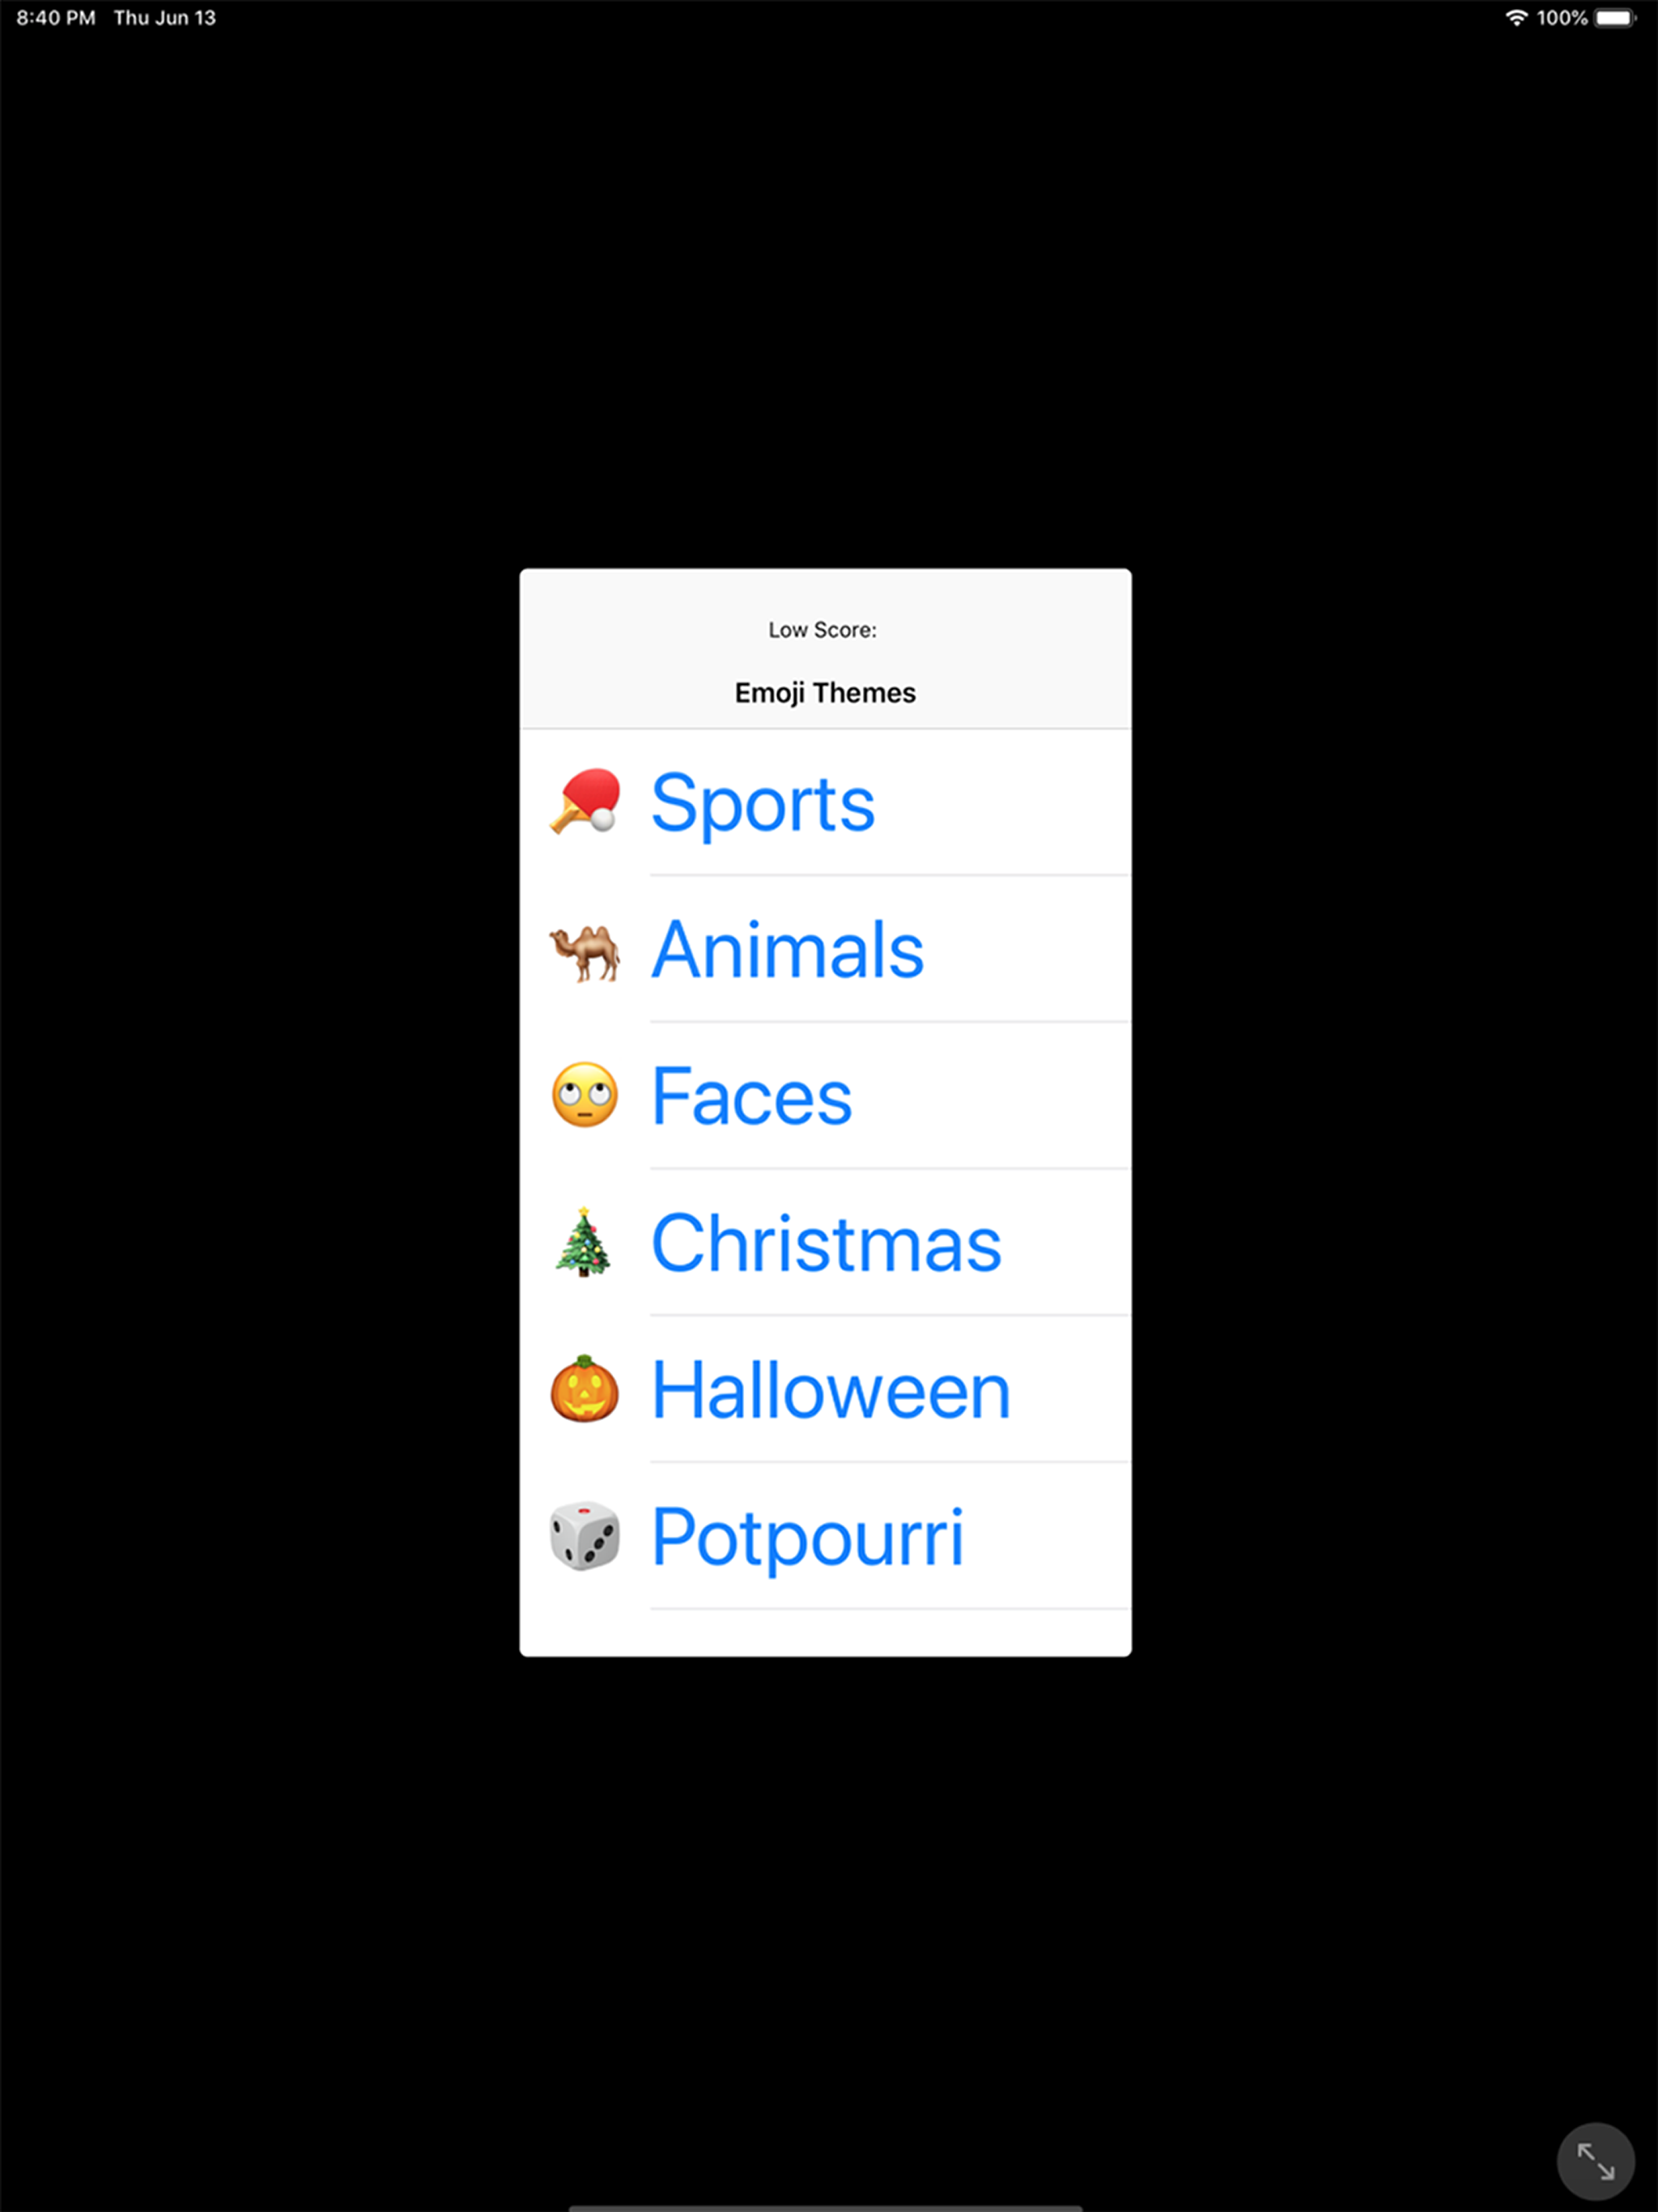 8:40 PM Thu Jun 13 100%
Low Score:
Emoji Themes
Sports
Animals
Faces
Christmas
Halloween
Potpourri